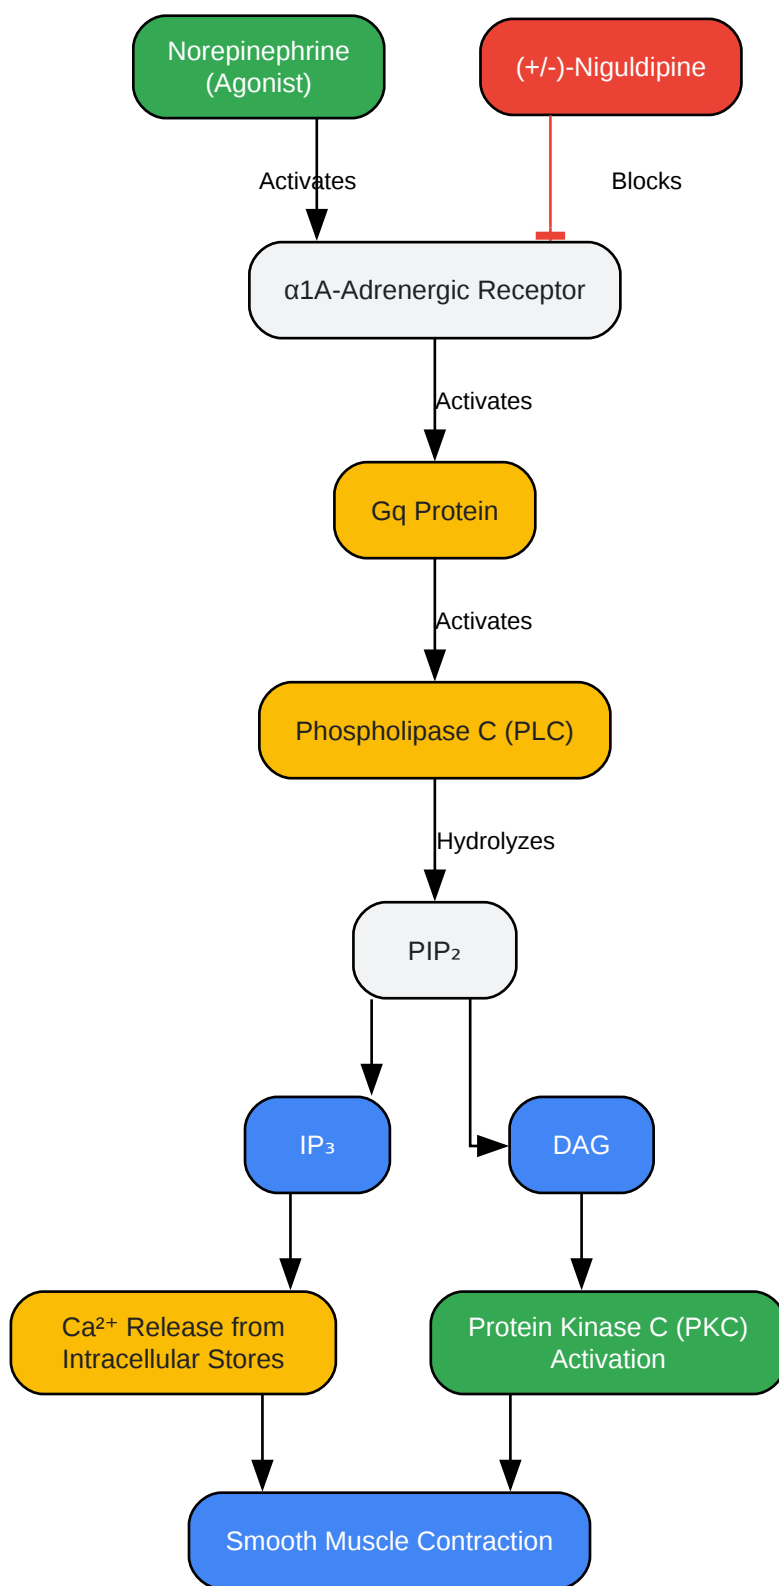 Norepinephrine
(Agonist)
(+/-)-Niguldipine
Activates
Blocks
α1A-Adrenergic Receptor
Activates
Gq Protein
Activates
Phospholipase C (PLC)
Hydrolyzes
PIP₂
IP₃
DAG
Ca²⁺ Release from
Intracellular Stores
Protein Kinase C (PKC)
Activation
Smooth Muscle Contraction